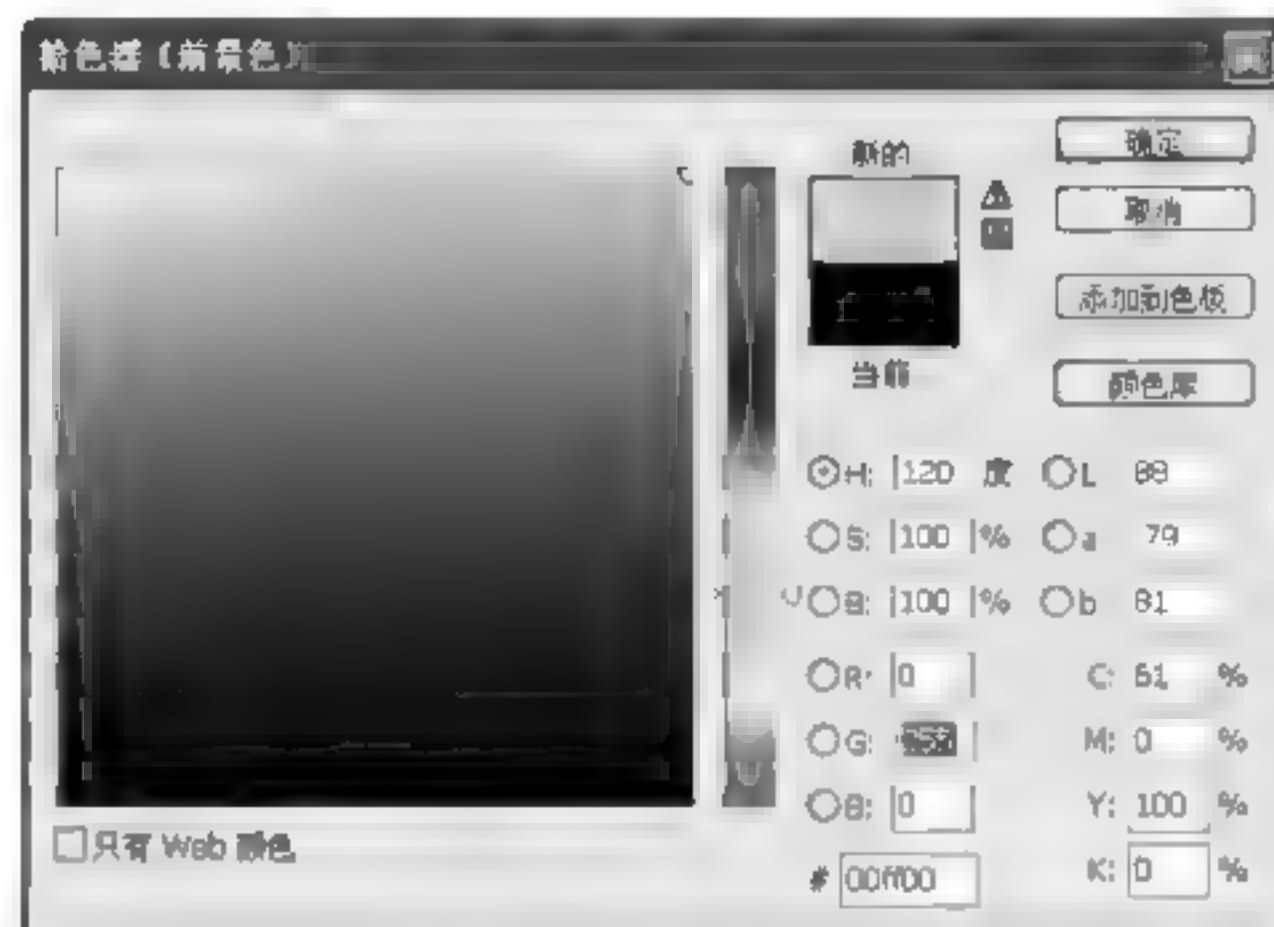 拾色器（前景色）
新的
当前
确定
取消
添加到色板
颜色库
H: 120 度
S: 100 %
B: 100 %
R: 0
G: 255
B: 0
# 00ff00
L 88
a 79
b 81
C: 61 %
M: 0 %
Y: 100 %
K: 0 %
只有 Web 颜色